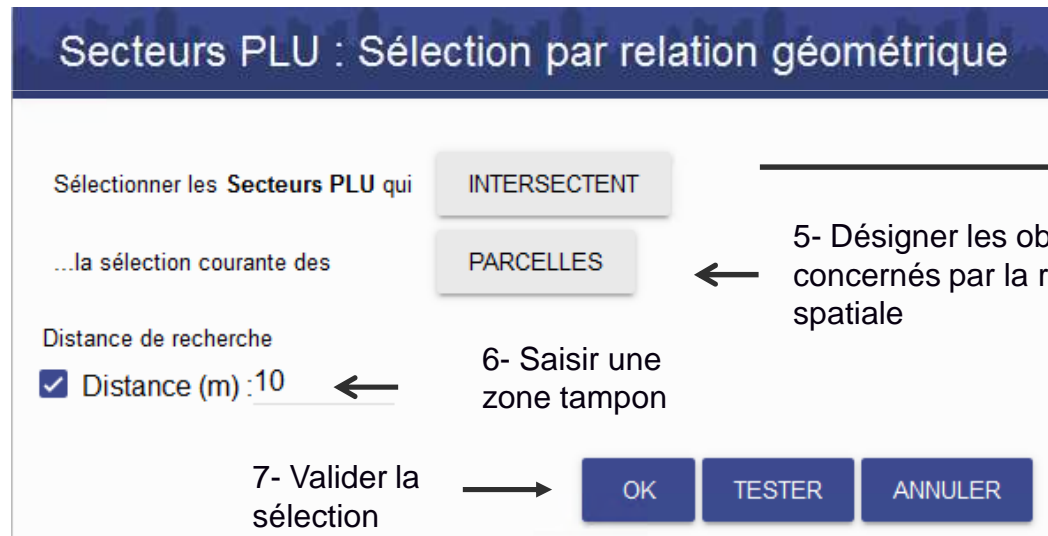 Secteurs PLU : Sélection par relation géométrique
Sélectionner les Secteurs PLU qui INTERSECTENT
...la sélection courante des PARCELLES
5- Désigner les
concernés par la
spatiale
Distance de recherche
Distance (m) :10
6- Saisir une
zone tampon
7- Valider la
sélection
OK TESTER ANNULER